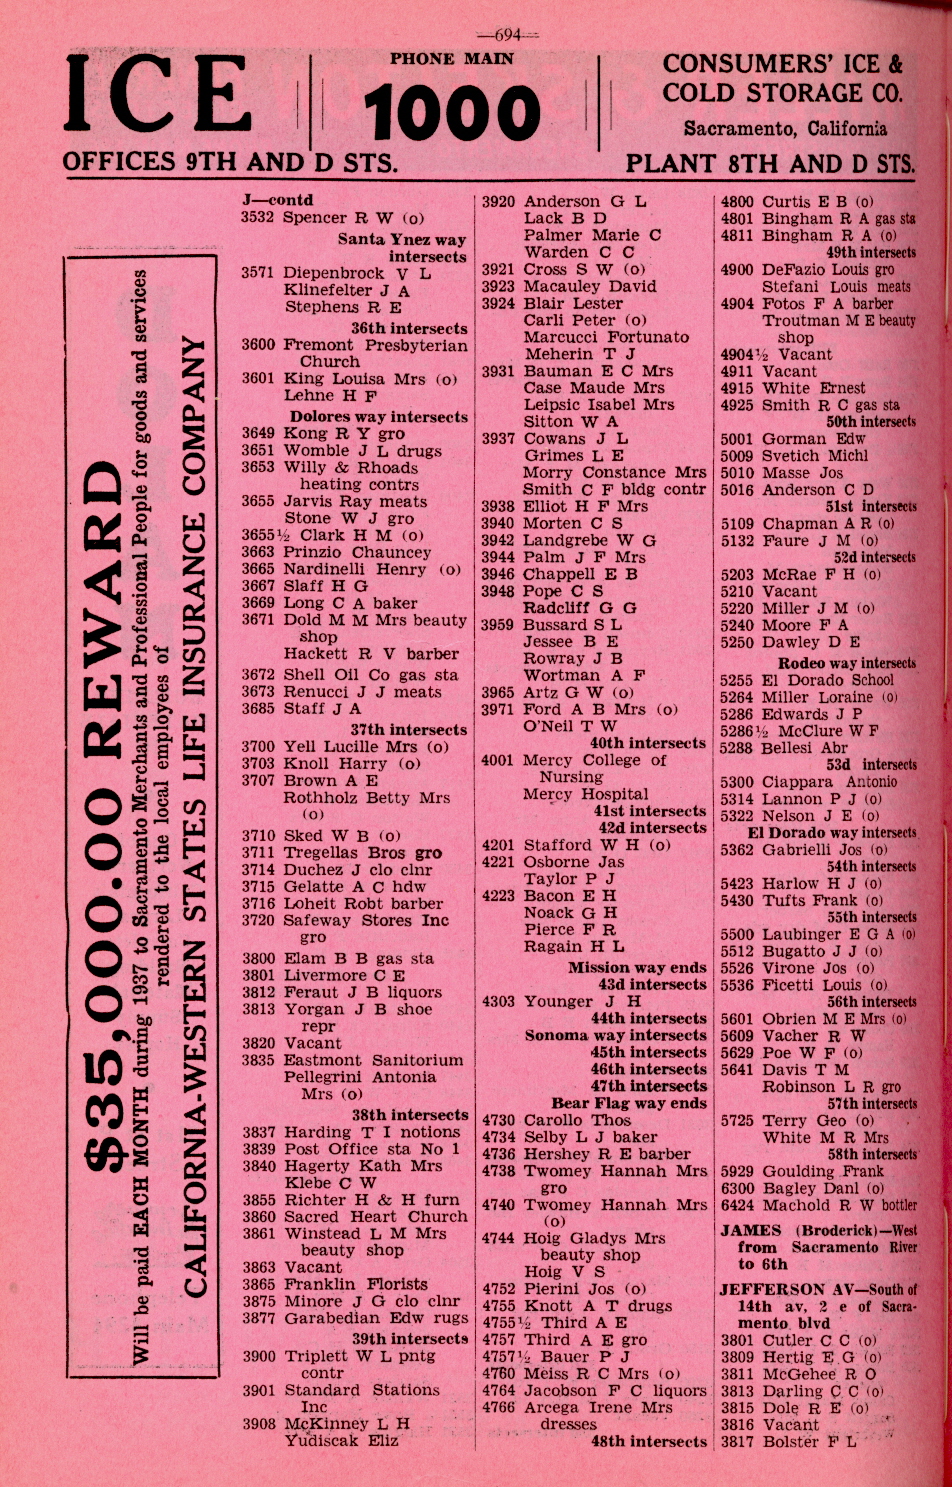 —694—
ICE
PHONE MAIN
1000
CONSUMERS' ICE &
COLD STORAGE CO.
Sacramento, California
OFFICES 9TH AND D STS.
PLANT 8TH AND D STS.
$35,000.00 REWARD
Will be paid EACH MONTH during 1937 to Sacramento Merchants and Professional People for goods and services
rendered to the local employees of
CALIFORNIA-WESTERN STATES LIFE INSURANCE COMPANY
J—contd
3532 Spencer R W (o)
Santa Ynez way
intersects
3571 Diepenbrock V L
Klinefelter J A
Stephens R E
36th intersects
3600 Fremont Presbyterian
Church
3601 King Louisa Mrs (o)
Lehne H F
Dolores way intersects
3649 Kong R Y gro
3651 Womble J L drugs
3653 Willy & Rhoads
heating contrs
3655 Jarvis Ray meats
Stone W J gro
3655½ Clark H M (o)
3663 Prinzio Chauncey
3665 Nardinelli Henry (o)
3667 Slaff H G
3669 Long C A baker
3671 Dold M M Mrs beauty
shop
Hackett R V barber
3672 Shell Oil Co gas sta
3673 Renucci J J meats
3685 Staff J A
37th intersects
3700 Yell Lucille Mrs (o)
3703 Knoll Harry (o)
3707 Brown A E
Rothholz Betty Mrs
(o)
3710 Sked W B (o)
3711 Tregellas Bros gro
3714 Duchez J clo clnr
3715 Gelatte A C hdw
3716 Loheit Robt barber
3720 Safeway Stores Inc
gro
3800 Elam B B gas sta
3801 Livermore C E
3812 Feraut J B liquors
3813 Yorgan J B shoe
repr
3820 Vacant
3835 Eastmont Sanitorium
Pellegrini Antonia
Mrs (o)
38th intersects
3837 Harding T I notions
3839 Post Office sta No 1
3840 Hagerty Kath Mrs
Klebe C W
3855 Richter H & H furn
3860 Sacred Heart Church
3861 Winstead L M Mrs
beauty shop
3863 Vacant
3865 Franklin Florists
3875 Minore J G clo clnr
3877 Garabedian Edw rugs
39th intersects
3900 Triplett W L pntg
contr
3901 Standard Stations
Inc
3908 McKinney L H
Yudiscak Eliz
3920 Anderson G L
Lack B D
Palmer Marie C
Warden C C
3921 Cross S W (o)
3923 Macauley David
3924 Blair Lester
Carli Peter (o)
Marcucci Fortunato
Meherin T J
3931 Bauman E C Mrs
Case Maude Mrs
Leipsic Isabel Mrs
Sitton W A
3937 Cowans J L
Grimes L E
Morry Constance Mrs
Smith C F bldg contr
3938 Elliot H F Mrs
3940 Morten C S
3942 Landgrebe W G
3944 Palm J F Mrs
3946 Chappell E B
3948 Pope C S
Radcliff G G
3959 Bussard S L
Jessee B E
Rowray J B
Wortman A F
3965 Artz G W (o)
3971 Ford A B Mrs (o)
O'Neil T W
40th intersects
4001 Mercy College of
Nursing
Mercy Hospital
41st intersects
42d intersects
4201 Stafford W H (o)
4221 Osborne Jas
Taylor P J
4223 Bacon E H
Noack G H
Pierce F R
Ragain H L
Mission way ends
43d intersects
4303 Younger J H
44th intersects
Sonoma way intersects
45th intersects
46th intersects
47th intersects
Bear Flag way ends
4730 Carollo Thos
4734 Selby L J baker
4736 Hershey R E barber
4738 Twomey Hannah Mrs
gro
4740 Twomey Hannah Mrs
(o)
4744 Hoig Gladys Mrs
beauty shop
Hoig V S
4752 Pierini Jos (o)
4755 Knott A T drugs
4755½ Third A E
4757 Third A E gro
4757½ Bauer P J
4760 Meiss R C Mrs (o)
4764 Jacobson F C liquors
4766 Arcega Irene Mrs
dresses
48th intersects
4800 Curtis E B (o)
4801 Bingham R A gas sta
4811 Bingham R A (o)
49th intersects
4900 DeFazio Louis gro
Stefani Louis meats
4904 Fotos F A barber
Troutman M E beauty
shop
4904½ Vacant
4911 Vacant
4915 White Ernest
4925 Smith R C gas sta
50th intersects
5001 Gorman Edw
5009 Svetich Michl
5010 Masse Jos
5016 Anderson C D
51st intersects
5109 Chapman A R (o)
5132 Faure J M (o)
52d intersects
5203 McRae F H (o)
5210 Vacant
5220 Miller J M (o)
5240 Moore F A
5250 Dawley D E
Rodeo way intersects
5255 El Dorado School
5264 Miller Loraine (o)
5286 Edwards J P
5286½ McClure W F
5288 Bellesi Abr
53d intersects
5300 Ciappara Antonio
5314 Lannon P J (o)
5322 Nelson J E (o)
El Dorado way intersects
5362 Gabrielli Jos (o)
54th intersects
5423 Harlow H J (o)
5430 Tufts Frank (o)
55th intersects
5500 Laubinger E G A (o)
5512 Bugatto J J (o)
5526 Virone Jos (o)
5536 Ficetti Louis (o)
56th intersects
5601 Obrien M E Mrs (o)
5609 Vacher R W
5629 Poe W F (o)
5641 Davis T M
Robinson L R gro
57th intersects
5725 Terry Geo (o)
White M R Mrs
58th intersects
5929 Goulding Frank
6300 Bagley Danl (o)
6424 Machold R W bottler
JAMES (Broderick)—West
from Sacramento River
to 6th
JEFFERSON AV—South of
14th av, 2 e of Sacra-
mento blvd
3801 Cutler C C (o)
3809 Hertig E G (o)
3811 McGehee R O
3813 Darling C C (o)
3815 Dole R E (o)
3816 Vacant
3817 Bolster F L